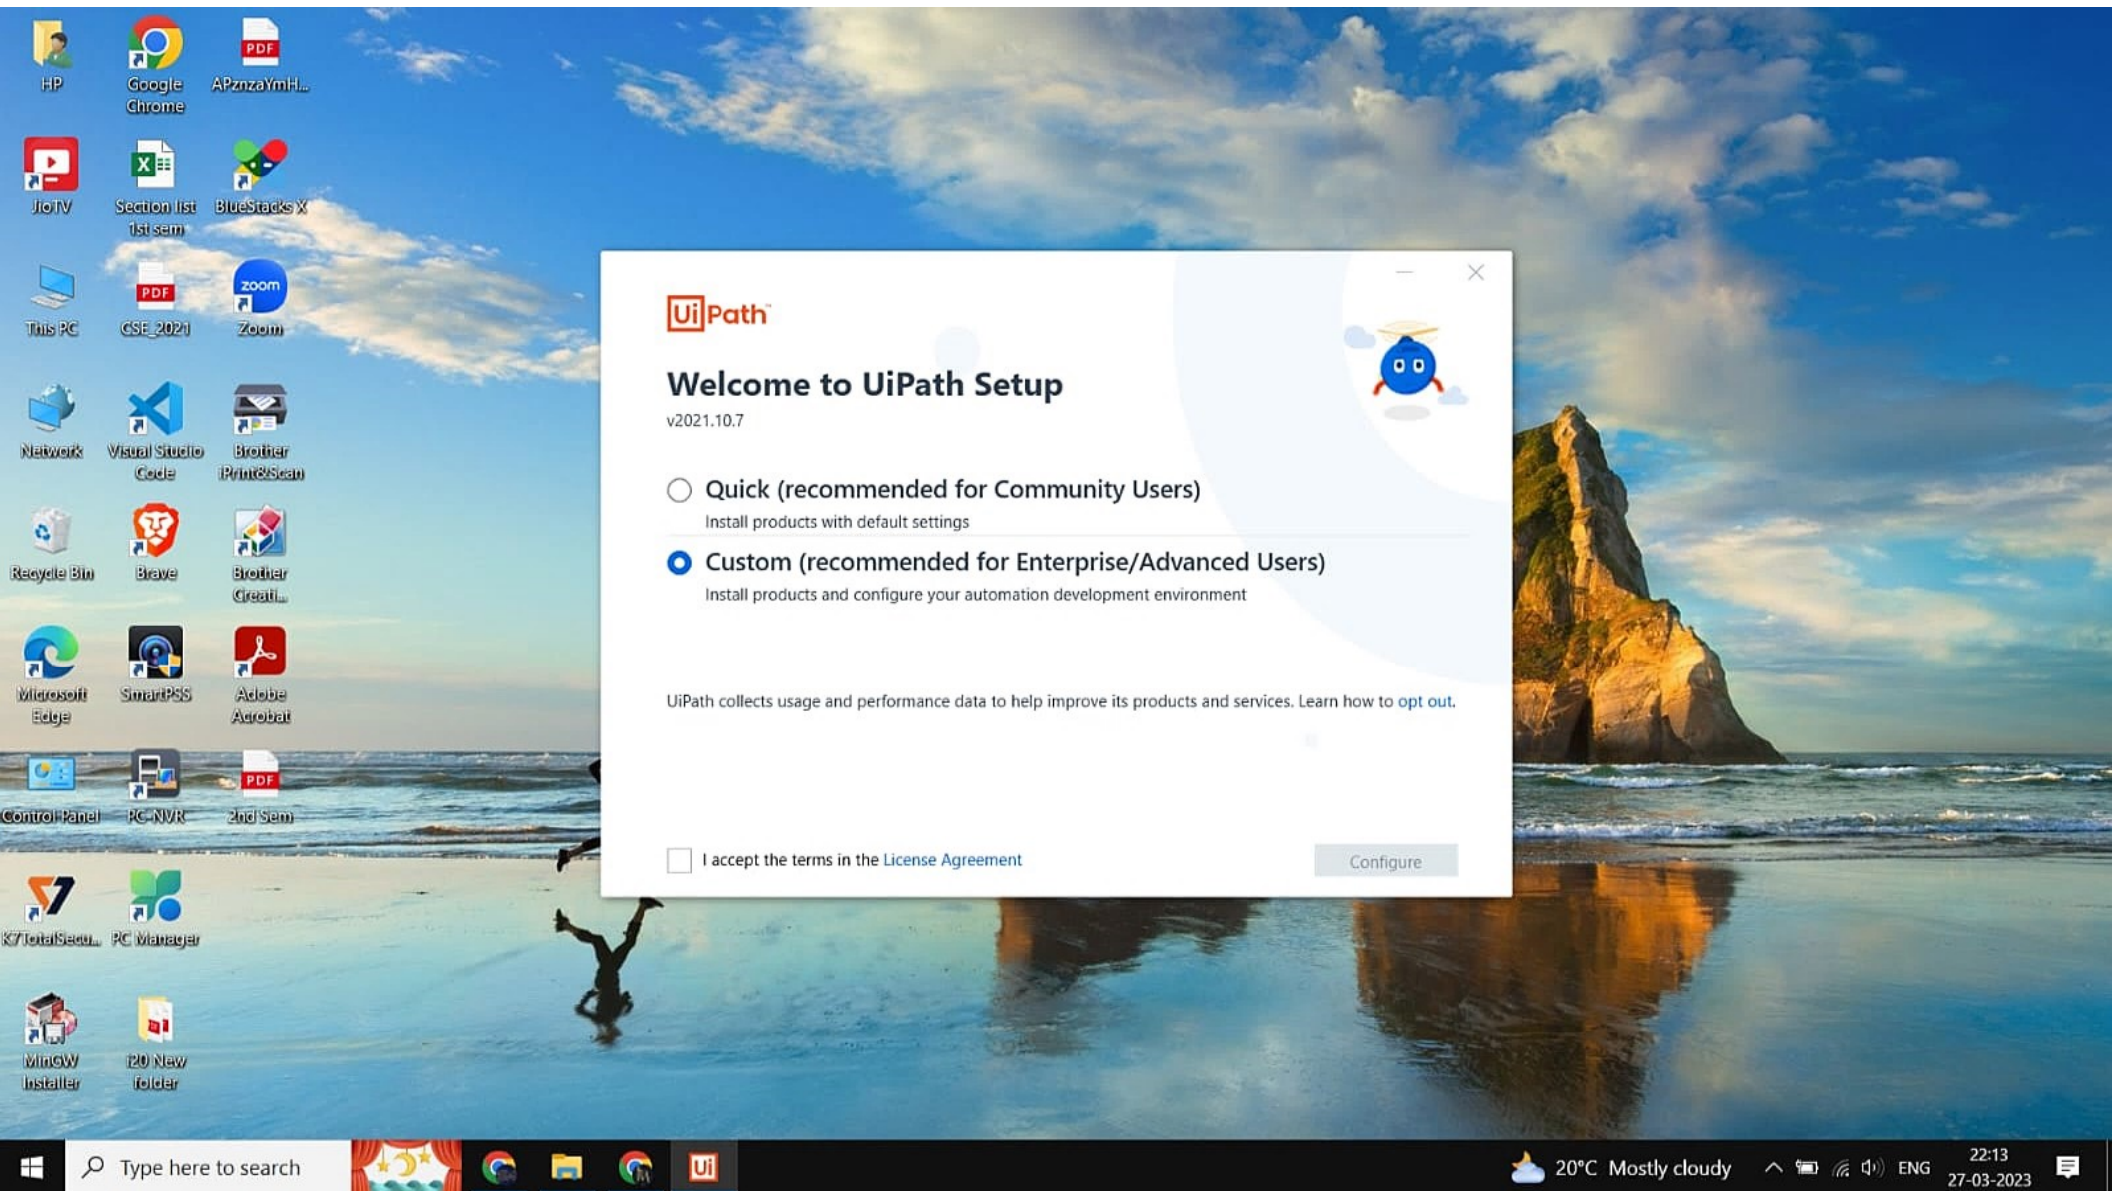 HP
Google
Chrome
PDF
APznzaYmH...
JioTV
Section list
1st sem
BlueStacks X
This PC
PDF
CSE_2021
zoom
Zoom
Network
Visual Studio
Code
Brother
iPrint&Scan
Recycle Bin
Brave
Brother
Creati...
Microsoft
Edge
SmartPSS
Adobe
Acrobat
Control Panel
PC-NVR
PDF
2nd Sem
K7TotalSecu...
PC Manager
MinGW
Installer
i20 New
folder
UiPath™
Welcome to UiPath Setup
v2021.10.7
Quick (recommended for Community Users)
Install products with default settings
Custom (recommended for Enterprise/Advanced Users)
Install products and configure your automation development environment
UiPath collects usage and performance data to help improve its products and services. Learn how to opt out.
I accept the terms in the License Agreement
Configure
Type here to search
Ui
20°C Mostly cloudy
ENG
22:13
27-03-2023